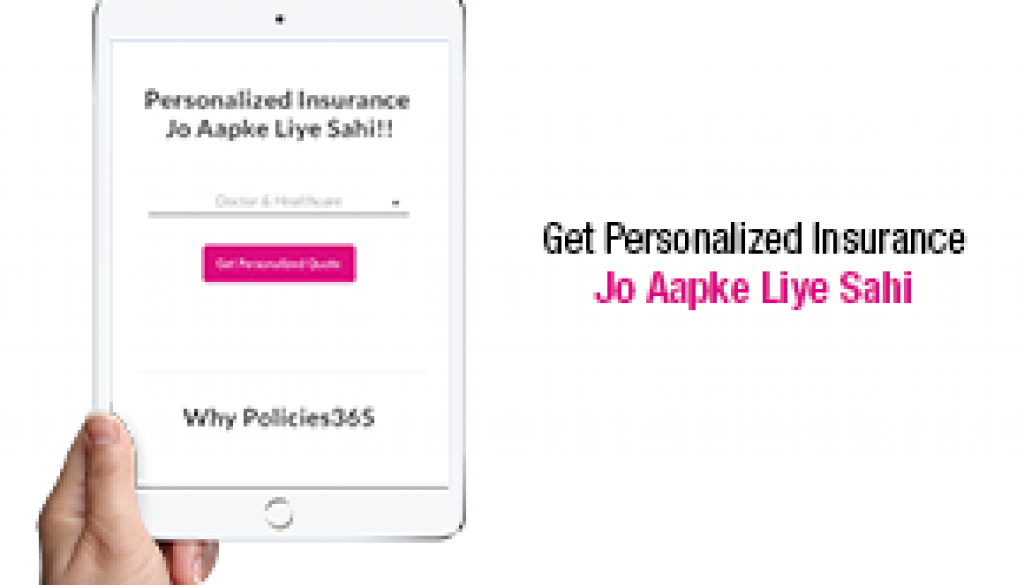 Personalized Insurance
Jo Aapke Liye Sahi!!
Doctor & Healthcare
Get Personalized Quote
Why Policies365
Get Personalized Insurance
Jo Aapke Liye Sahi